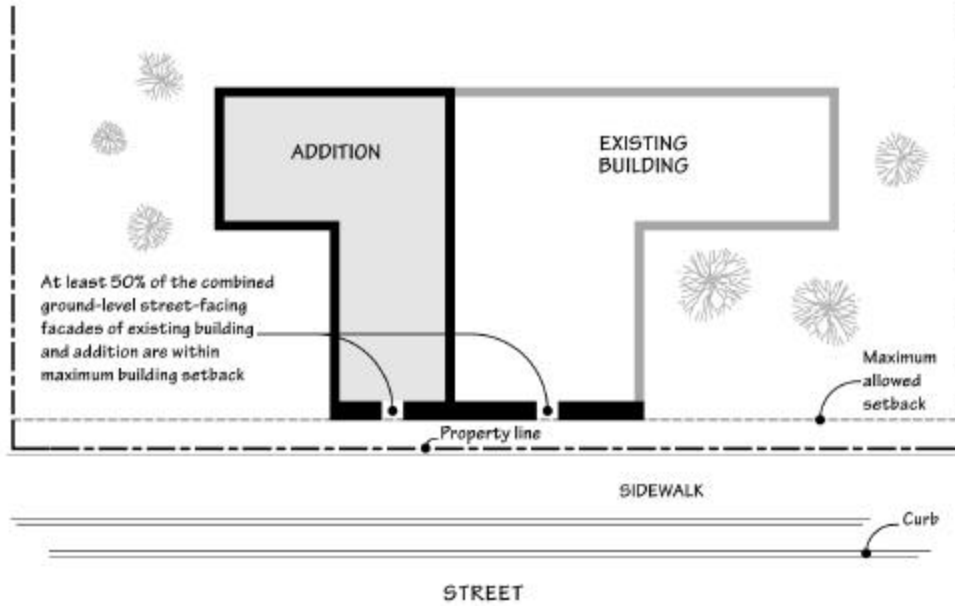 ADDITION
EXISTING
BUILDING
At least 50% of the combined
ground-level street-facing
facades of existing building
and addition are within
maximum building setback
Maximum
allowed
setback
Property line
SIDEWALK
Curb
STREET